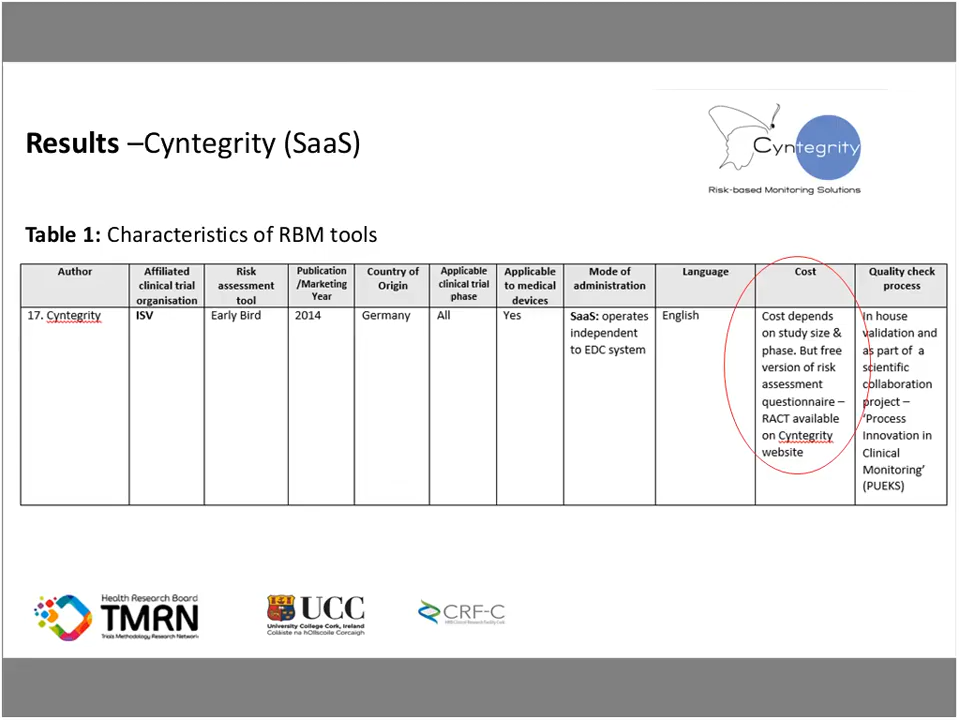 Results –Cyntegrity (SaaS)
Cyntegrity
Risk-based Monitoring Solutions
Table 1: Characteristics of RBM tools
Author
Affiliated
clinical trial
organisation
Risk
assessment
tool
Publication
/Marketing
Year
Country of
Origin
Applicable
clinical trial
phase
Applicable
to medical
devices
Mode of
administration
Language
Cost
Quality check
process
17. Cyntegrity
ISV
Early Bird
2014
Germany
All
Yes
SaaS: operates
independent
to EDC system
English
Cost depends
on study size &
phase. But free
version of risk
assessment
questionnaire –
RACT available
on Cyntegrity
website
In house
validation and
as part of a
scientific
collaboration
project –
‘Process
Innovation in
Clinical
Monitoring’
(PUEKS)
Health Research Board
TMRN
Trials Methodology Research Network
UCC
University College Cork, Ireland
Coláiste na hOllscoile Corcaigh
CRF-C